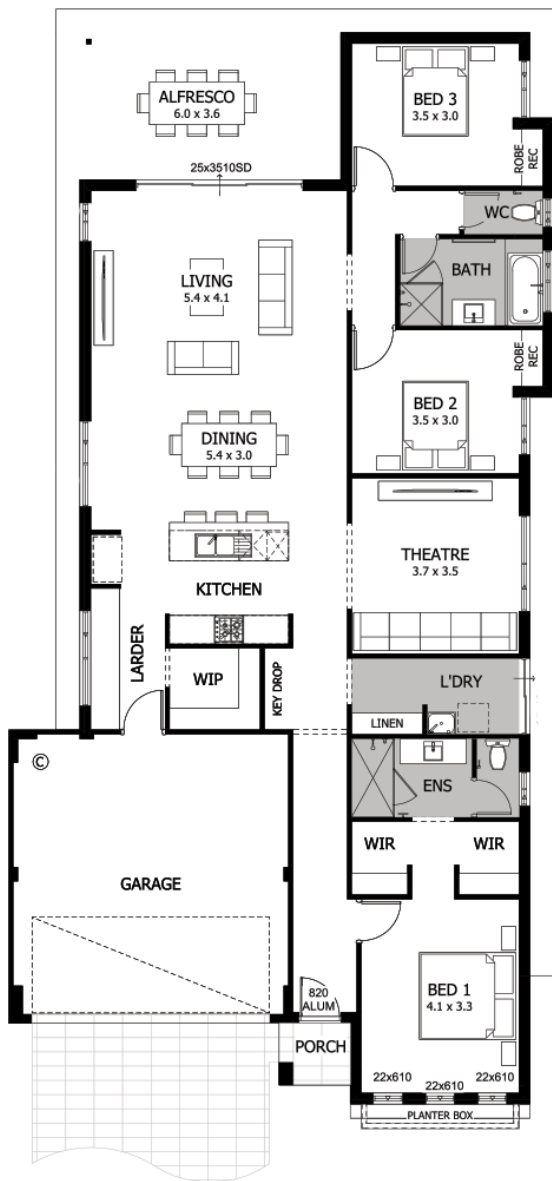 ALFRESCO
6.0 x 3.6
BED 3
3.5 x 3.0
ROBE
REC
25x3510SD
WC
BATH
LIVING
5.4 x 4.1
ROBE
REC
BED 2
3.5 x 3.0
DINING
5.4 x 3.0
THEATRE
3.7 x 3.5
KITCHEN
LARDER
WIP
KEY DROP
L'DRY
LINEN
©
ENS
WIR
WIR
GARAGE
820
ALUM
BED 1
4.1 x 3.3
PORCH
22x610
22x610
22x610
PLANTER BOX